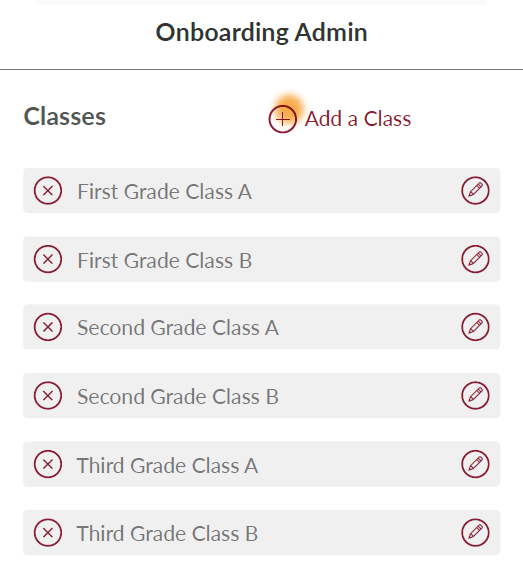 Onboarding Admin
Classes
Add a Class
First Grade Class A
First Grade Class B
Second Grade Class A
Second Grade Class B
Third Grade Class A
Third Grade Class B